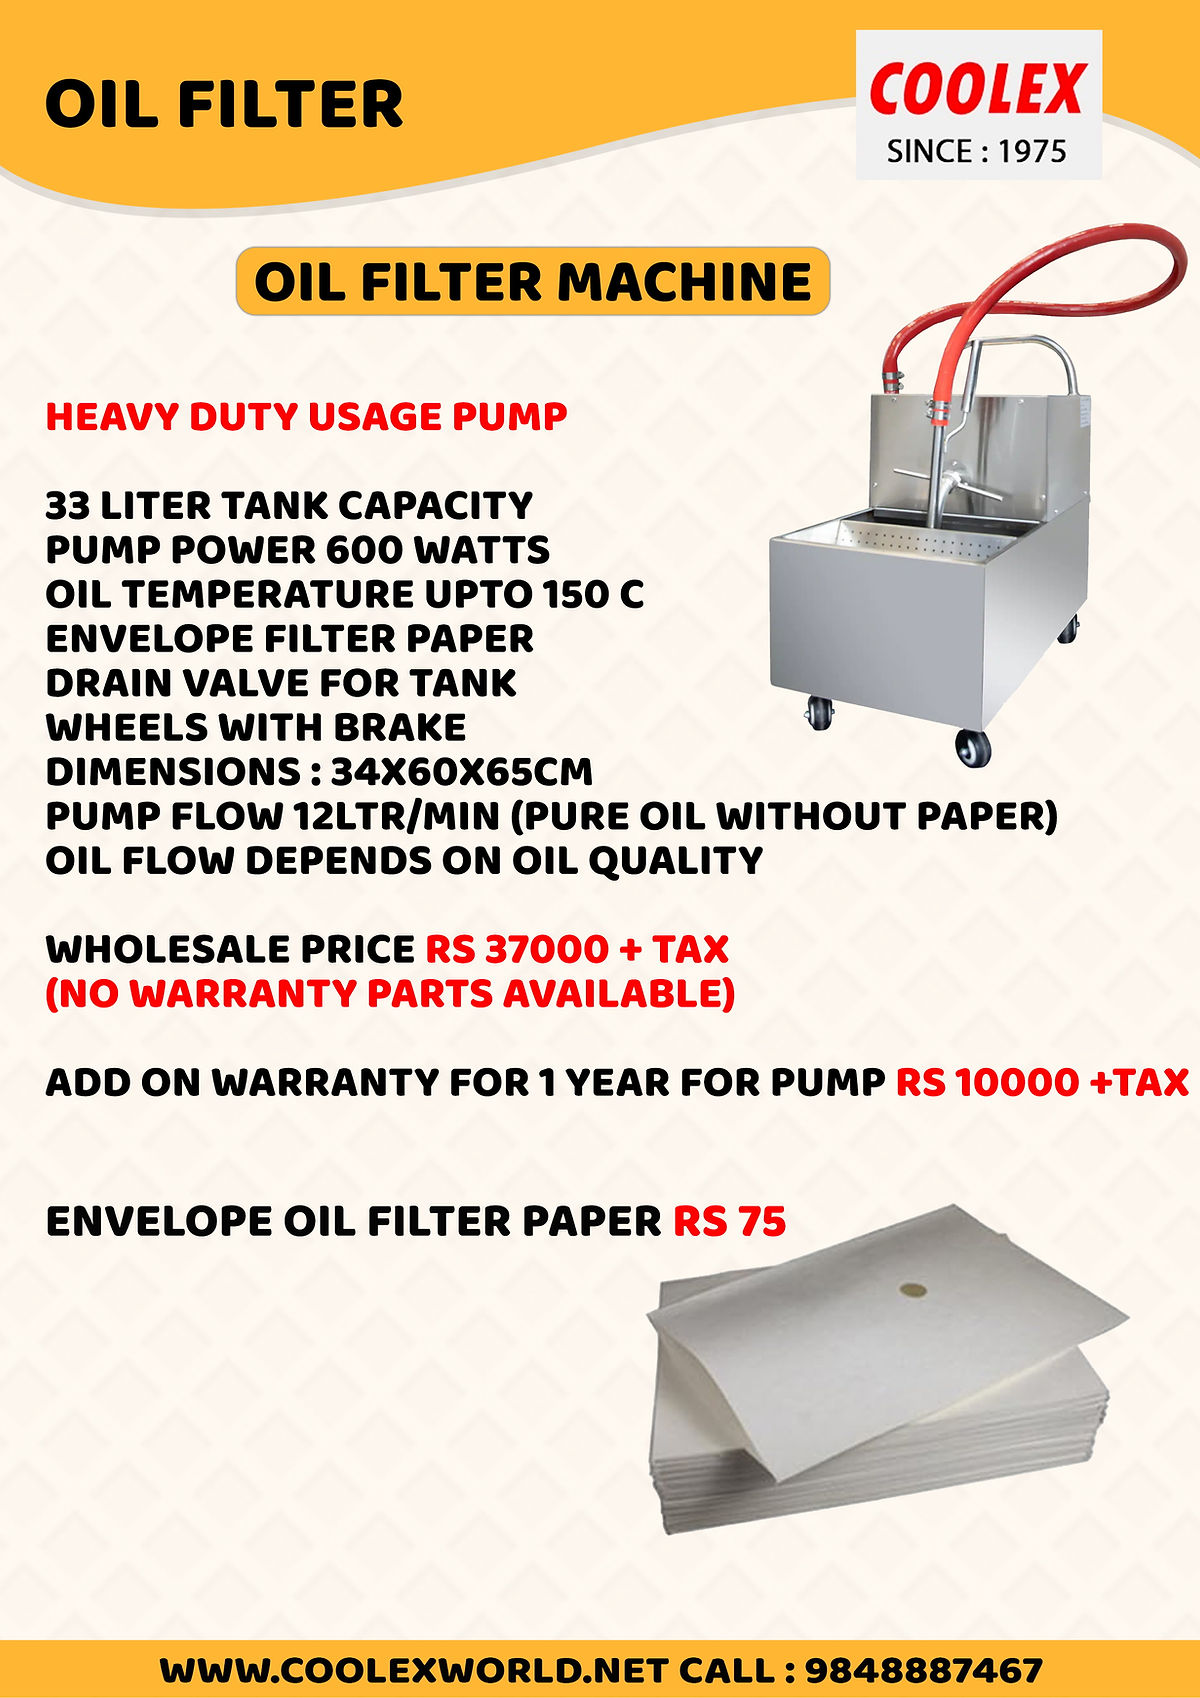 OIL FILTER
COOLEX
SINCE : 1975
OIL FILTER MACHINE
HEAVY DUTY USAGE PUMP
33 LITER TANK CAPACITY
PUMP POWER 600 WATTS
OIL TEMPERATURE UPTO 150 C
ENVELOPE FILTER PAPER
DRAIN VALVE FOR TANK
WHEELS WITH BRAKE
DIMENSIONS : 34X60X65CM
PUMP FLOW 12LTR/MIN (PURE OIL WITHOUT PAPER)
OIL FLOW DEPENDS ON OIL QUALITY
WHOLESALE PRICE RS 37000 + TAX
(NO WARRANTY PARTS AVAILABLE)
ADD ON WARRANTY FOR 1 YEAR FOR PUMP RS 10000 +TAX
ENVELOPE OIL FILTER PAPER RS 75
WWW.COOLEXWORLD.NET CALL : 9848887467